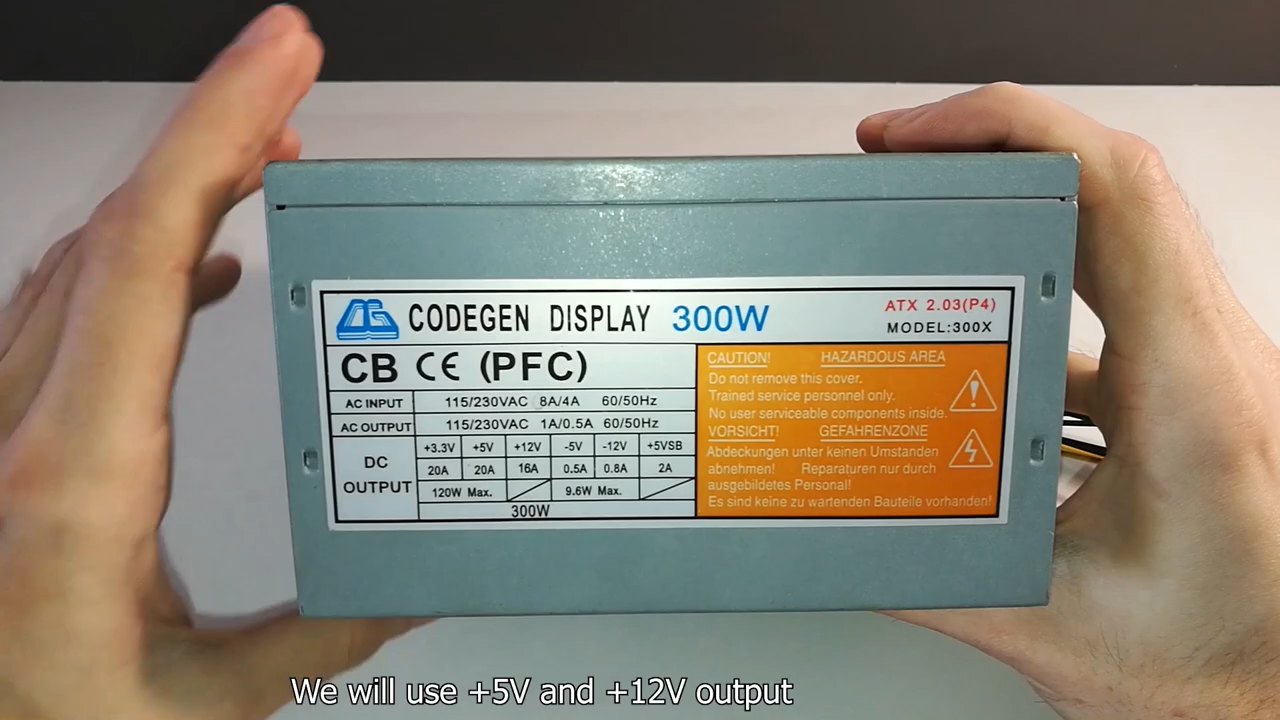 CG CODEGEN DISPLAY 300W
ATX 2.03(P4)
MODEL:300X
CB CE (PFC)
AC INPUT 115/230VAC 8A/4A 60/50Hz
AC OUTPUT 115/230VAC 1A/0.5A 60/50Hz
DC OUTPUT
+3.3V +5V +12V -5V -12V +5VSB
20A 20A 16A 0.5A 0.8A 2A
120W Max. 9.6W Max.
300W
CAUTION! HAZARDOUS AREA
Do not remove this cover.
Trained service personnel only.
No user serviceable components inside.
VORSICHT! GEFAHRENZONE
Abdeckungen unter keinen Umstanden
abnehmen! Reparaturen nur durch
ausgebildetes Personal!
Es sind keine zu wartenden Bauteile vorhanden!
We will use +5V and +12V output